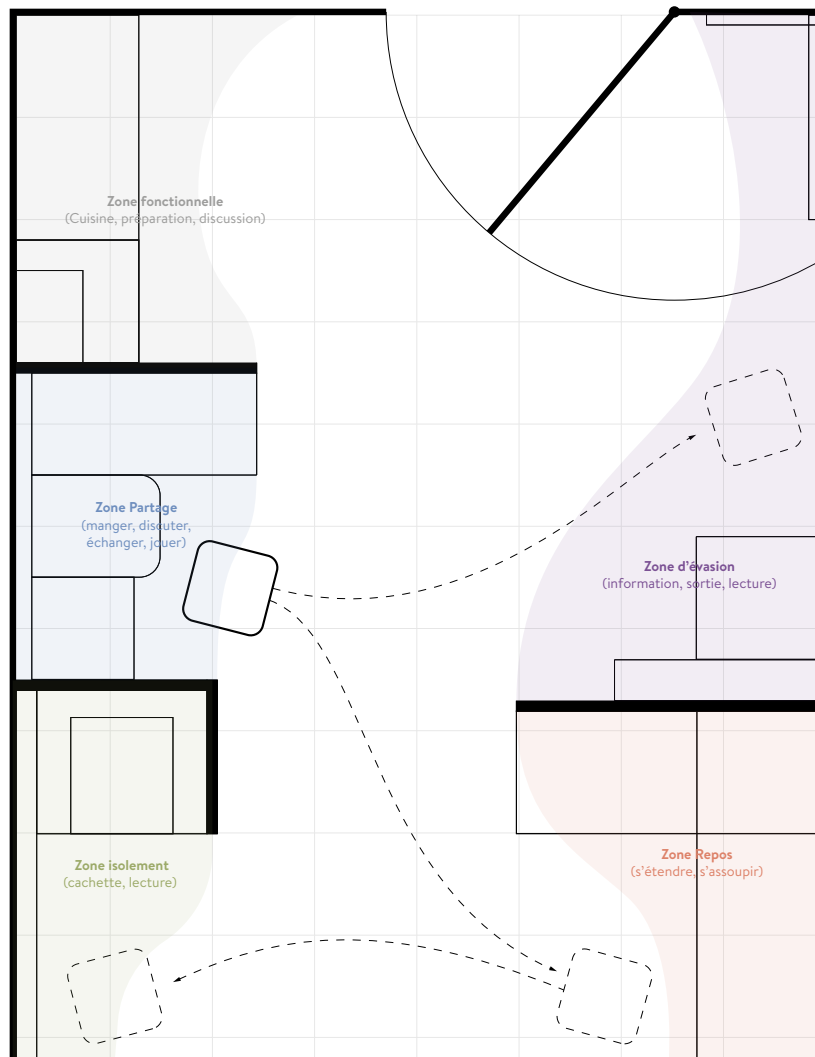 Zone fonctionnelle
(Cuisine, préparation, discussion)
Zone Partage
(manger, discuter,
échanger, jouer)
Zone d'évasion
(information, sortie, lecture)
Zone Repos
(s'étendre, s'assoupir)
Zone isolement
(cachette, lecture)